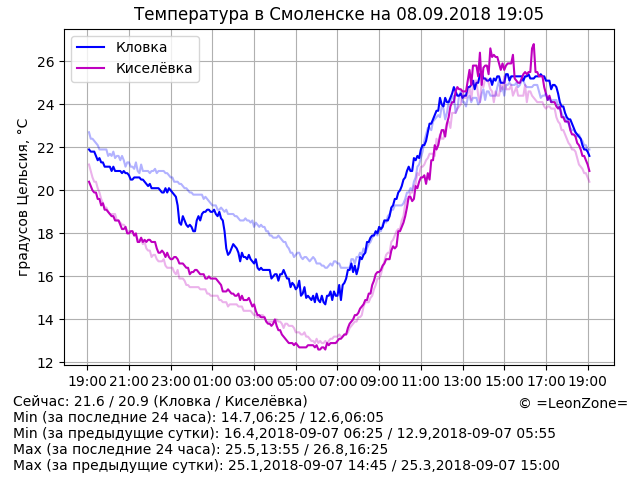 Температура в Смоленске на 08.09.2018 19:05
Кловка
Киселёвка
градусов Цельсия, °C
26
24
22
20
18
16
14
12
19:00 21:00 23:00 01:00 03:00 05:00 07:00 09:00 11:00 13:00 15:00 17:00 19:00
Сейчас: 21.6 / 20.9 (Кловка / Киселёвка)
© =LeonZone=
Min (за последние 24 часа): 14.7,06:25 / 12.6,06:05
Min (за предыдущие сутки): 16.4,2018-09-07 06:25 / 12.9,2018-09-07 05:55
Max (за последние 24 часа): 25.5,13:55 / 26.8,16:25
Max (за предыдущие сутки): 25.1,2018-09-07 14:45 / 25.3,2018-09-07 15:00